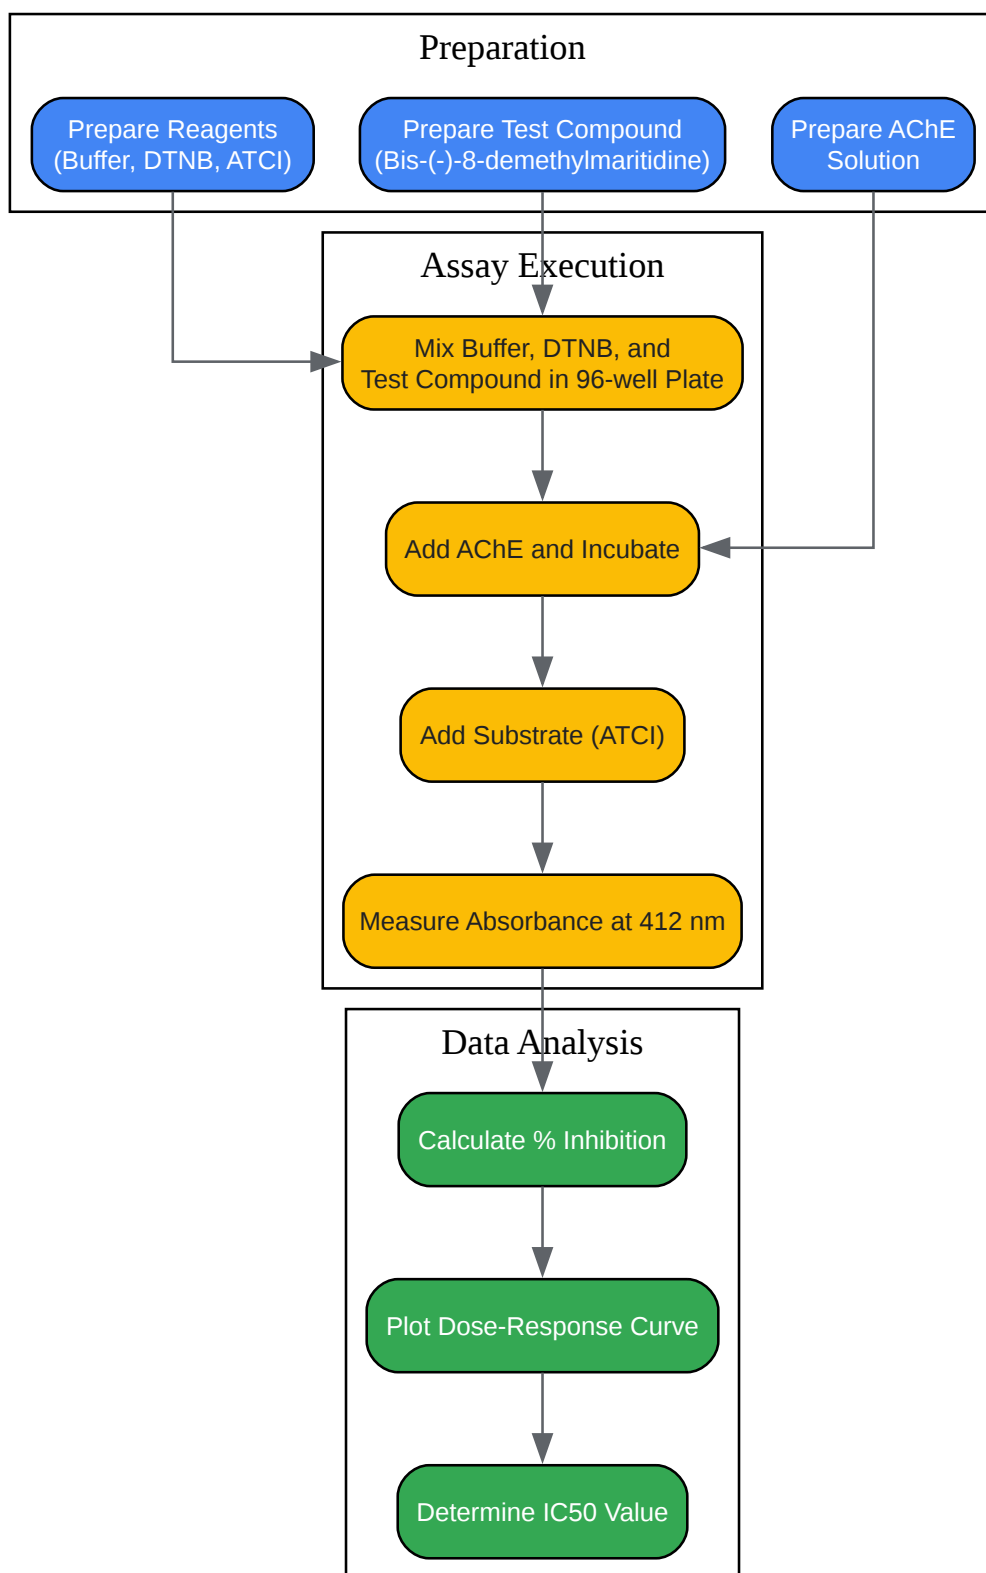 Preparation
Prepare Reagents
(Buffer, DTNB, ATCI)
Prepare Test Compound
(Bis-(-)-8-demethylmaritidine)
Prepare AChE
Solution
Assay Execution
Mix Buffer, DTNB, and
Test Compound in 96-well Plate
Add AChE and Incubate
Add Substrate (ATCI)
Measure Absorbance at 412 nm
Data Analysis
Calculate % Inhibition
Plot Dose-Response Curve
Determine IC50 Value